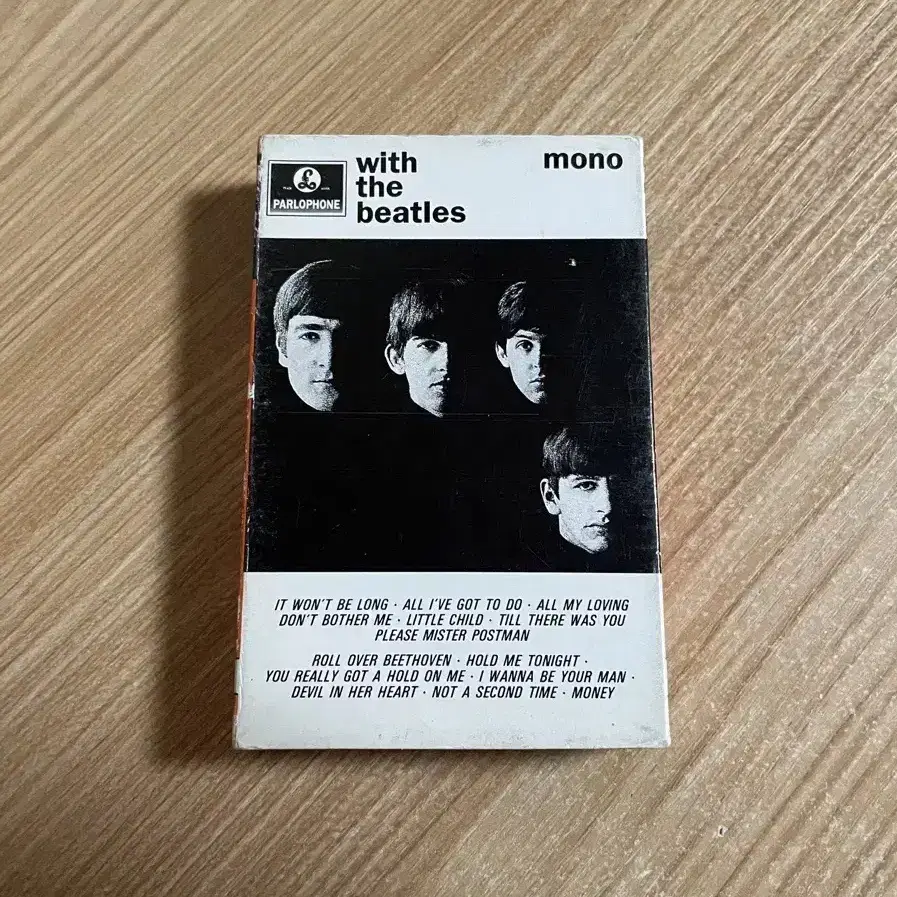 with
the
beatles
mono
£
PARLOPHONE
IT WON'T BE LONG · ALL I'VE GOT TO DO · ALL MY LOVING
DON'T BOTHER ME · LITTLE CHILD · TILL THERE WAS YOU
PLEASE MISTER POSTMAN
ROLL OVER BEETHOVEN · HOLD ME TONIGHT ·
YOU REALLY GOT A HOLD ON ME · I WANNA BE YOUR MAN ·
DEVIL IN HER HEART · NOT A SECOND TIME · MONEY